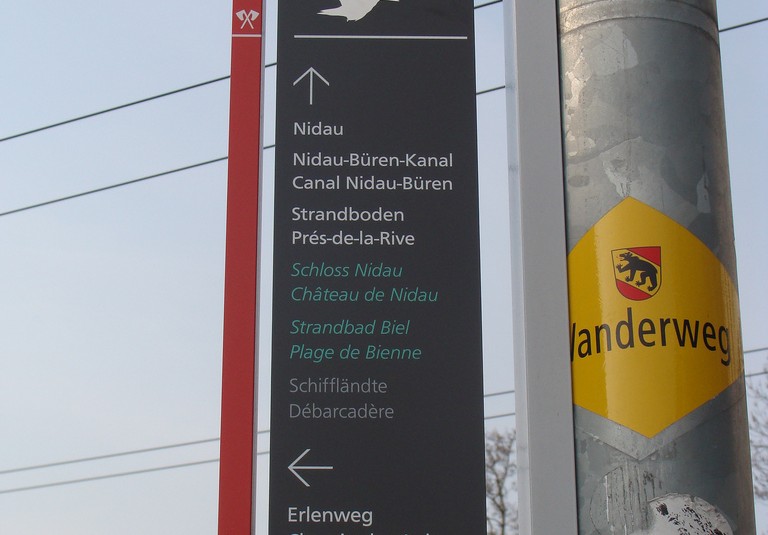 Nidau
Nidau-Büren-Kanal
Canal Nidau-Büren
Strandboden
Prés-de-la-Rive
Schloss Nidau
Château de Nidau
Strandbad Biel
Plage de Bienne
Schiffländte
Débarcadère
Erlenweg
Wanderweg